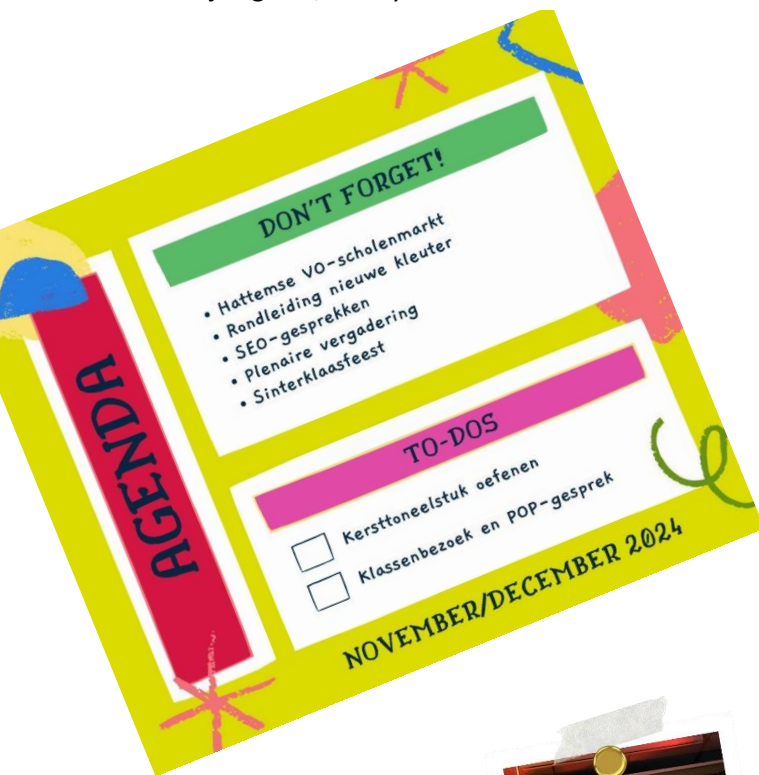 DON'T FORGET!
• Hattemse VO-scholenmarkt
• Rondleiding nieuwe kleuter
• SEO-gesprekken
• Plenaire vergadering
• Sinterklaasfeest
AGENDA
TO-DOS
Kersttoneelstuk oefenen
Klassenbezoek en POP-gesprek
NOVEMBER/DECEMBER 2024